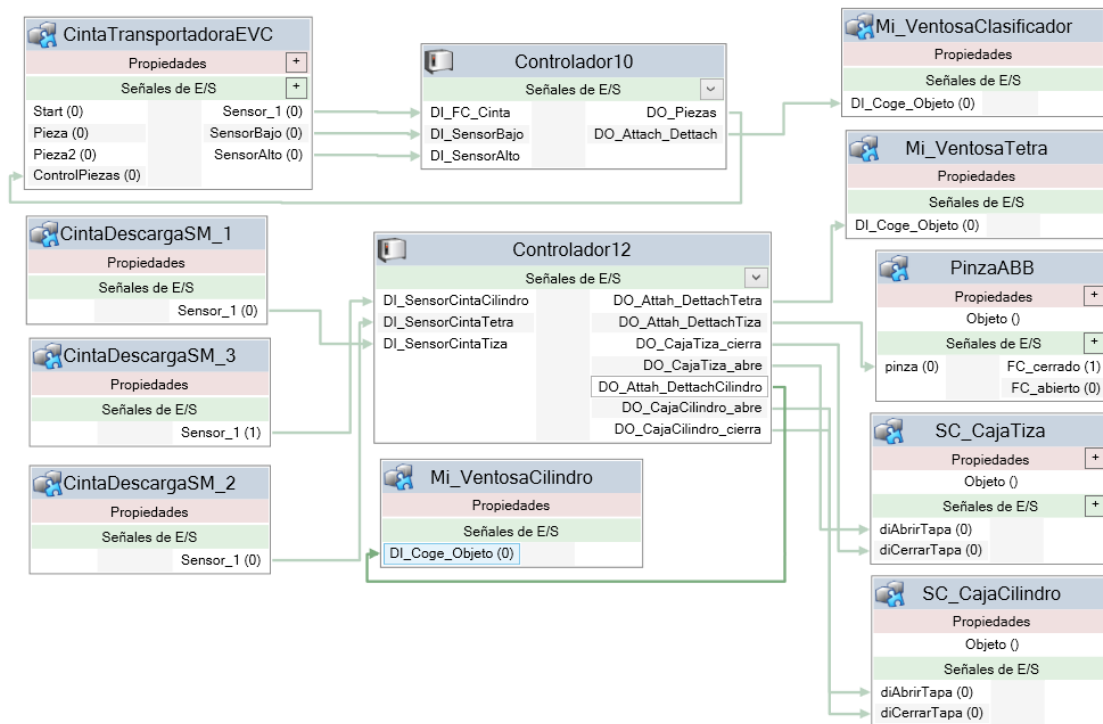 CintaTransportadoraEVC
Propiedades +
Señales de E/S +
Start (0) Sensor_1 (0)
Pieza (0) SensorBajo (0)
Pieza2 (0) SensorAlto (0)
ControlPiezas (0)
Controlador10
Señales de E/S
DI_FC_Cinta DO_Piezas
DI_SensorBajo DO_Attach_Dettach
DI_SensorAlto
Mi_VentosaClasificador
Propiedades
Señales de E/S
DI_Coge_Objeto (0)
Mi_VentosaTetra
Propiedades
Señales de E/S
DI_Coge_Objeto (0)
CintaDescargaSM_1
Propiedades
Señales de E/S
Sensor_1 (0)
CintaDescargaSM_3
Propiedades
Señales de E/S
Sensor_1 (1)
CintaDescargaSM_2
Propiedades
Señales de E/S
Sensor_1 (0)
Controlador12
Señales de E/S
DI_SensorCintaCilindro DO_Attah_DettachTetra
DI_SensorCintaTetra DO_Attah_DettachTiza
DI_SensorCintaTiza DO_CajaTiza_cierra
DO_CajaTiza_abre
DO_Attah_DettachCilindro
DO_CajaCilindro_abre
DO_CajaCilindro_cierra
Mi_VentosaCilindro
Propiedades
Señales de E/S
DI_Coge_Objeto (0)
PinzaABB
Propiedades +
Objeto ()
Señales de E/S +
pinza (0) FC_cerrado (1)
FC_abierto (0)
SC_CajaTiza
Propiedades +
Objeto ()
Señales de E/S +
diAbrirTapa (0)
diCerrarTapa (0)
SC_CajaCilindro
Propiedades
Objeto ()
Señales de E/S
diAbrirTapa (0)
diCerrarTapa (0)